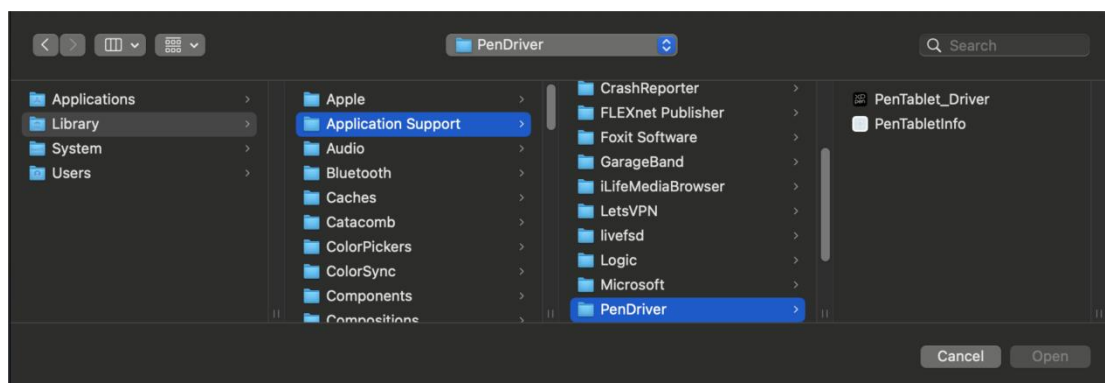 PenDriver
Search
Applications
Library
System
Users
Apple
Application Support
Audio
Bluetooth
Caches
Catacomb
ColorPickers
ColorSync
Components
Compositions
CrashReporter
FLEXnet Publisher
Foxit Software
GarageBand
iLifeMediaBrowser
LetsVPN
livefsd
Logic
Microsoft
PenDriver
PenTablet_Driver
PenTabletInfo
Cancel
Open